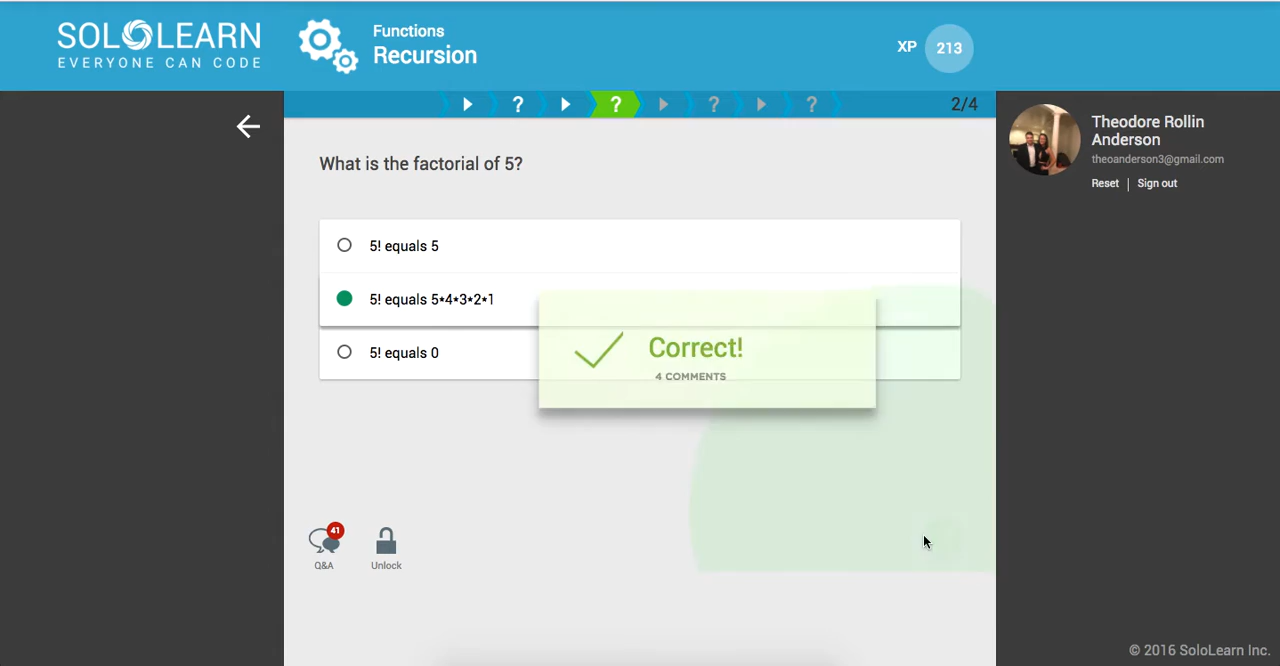 SOLOLEARN
EVERYONE CAN CODE
Functions
Recursion
XP 213
? ? ? ?
2/4
Theodore Rollin
Anderson
theoanderson3@gmail.com
Reset | Sign out
What is the factorial of 5?
5! equals 5
5! equals 5*4*3*2*1
5! equals 0
Correct!
4 COMMENTS
41
Q&A
Unlock
© 2016 SoloLearn Inc.